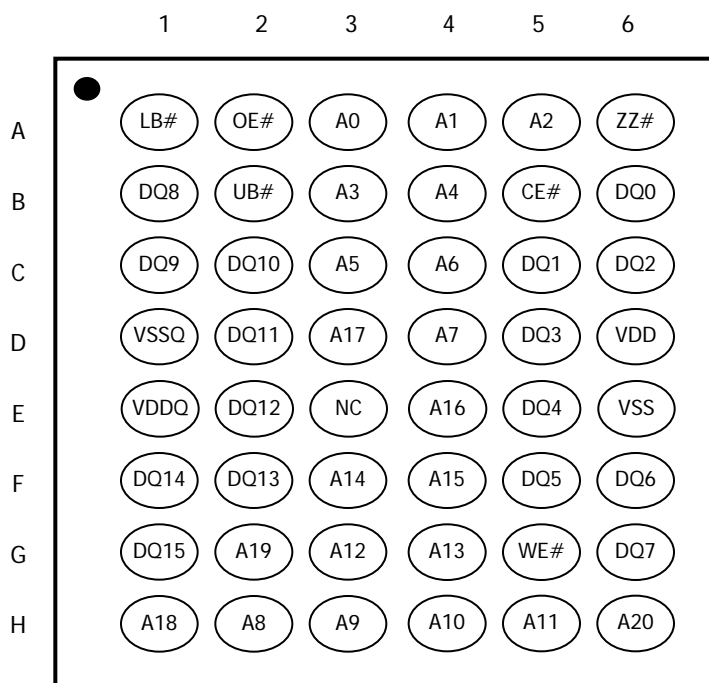 1 2 3 4 5 6
A LB# OE# A0 A1 A2 ZZ#
B DQ8 UB# A3 A4 CE# DQ0
C DQ9 DQ10 A5 A6 DQ1 DQ2
D VSSQ DQ11 A17 A7 DQ3 VDD
E VDDQ DQ12 NC A16 DQ4 VSS
F DQ14 DQ13 A14 A15 DQ5 DQ6
G DQ15 A19 A12 A13 WE# DQ7
H A18 A8 A9 A10 A11 A20